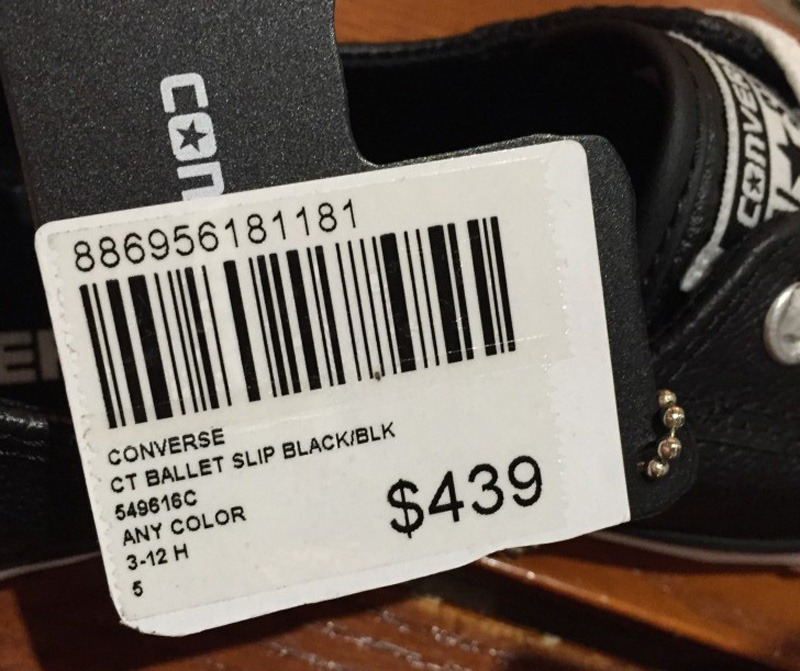 CONVERSE
CON
886956181181
CONVERSE
CT BALLET SLIP BLACK/BLK
549616C
ANY COLOR
3-12 H
5
$439